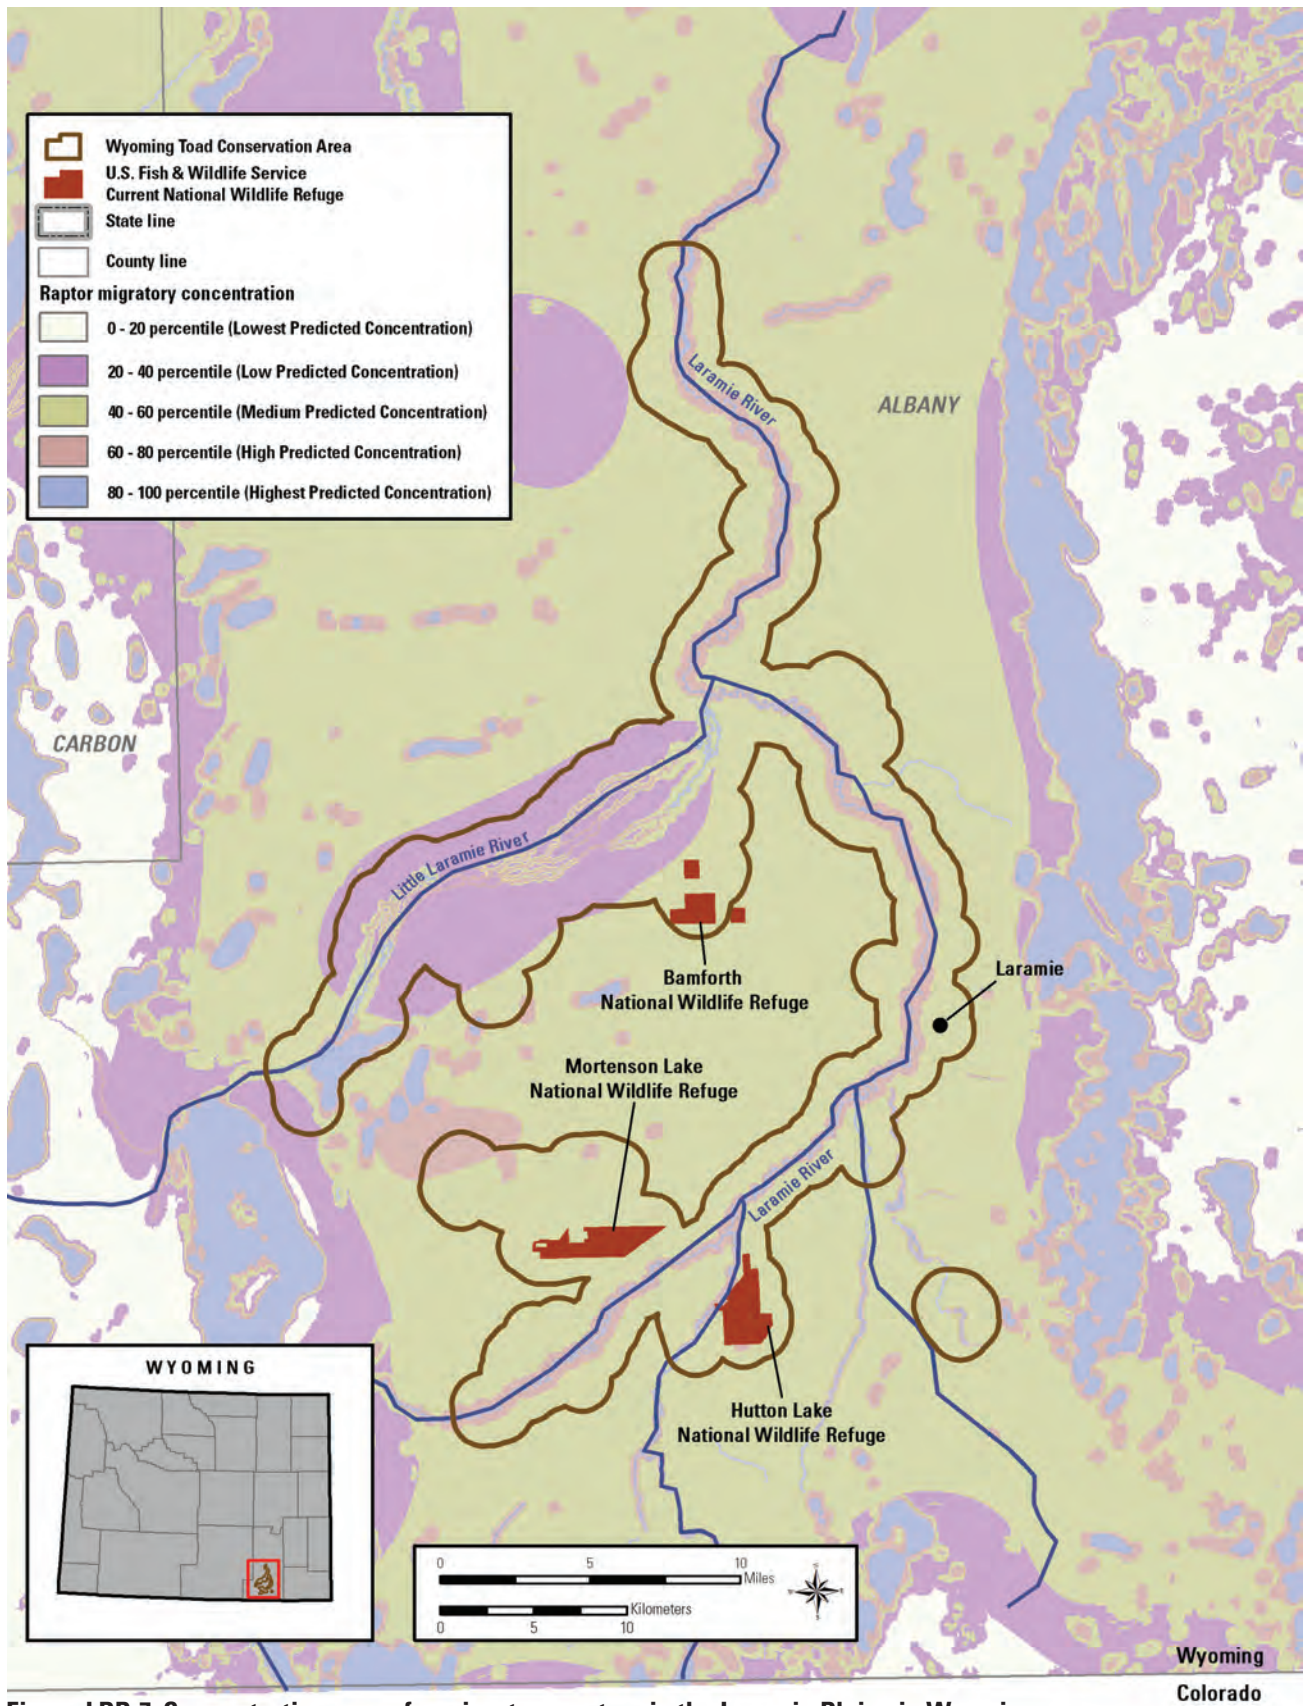 Wyoming Toad Conservation Area
U.S. Fish & Wildlife Service
Current National Wildlife Refuge
State line
County line
Raptor migratory concentration
0 - 20 percentile (Lowest Predicted Concentration)
20 - 40 percentile (Low Predicted Concentration)
40 - 60 percentile (Medium Predicted Concentration)
60 - 80 percentile (High Predicted Concentration)
80 - 100 percentile (Highest Predicted Concentration)
Laramie River
ALBANY
CARBON
Little Laramie River
Bamforth
National Wildlife Refuge
Laramie
Mortenson Lake
National Wildlife Refuge
Laramie River
Hutton Lake
National Wildlife Refuge
WYOMING
0 5 10
Miles
Kilometers
0 5 10
Wyoming
Colorado